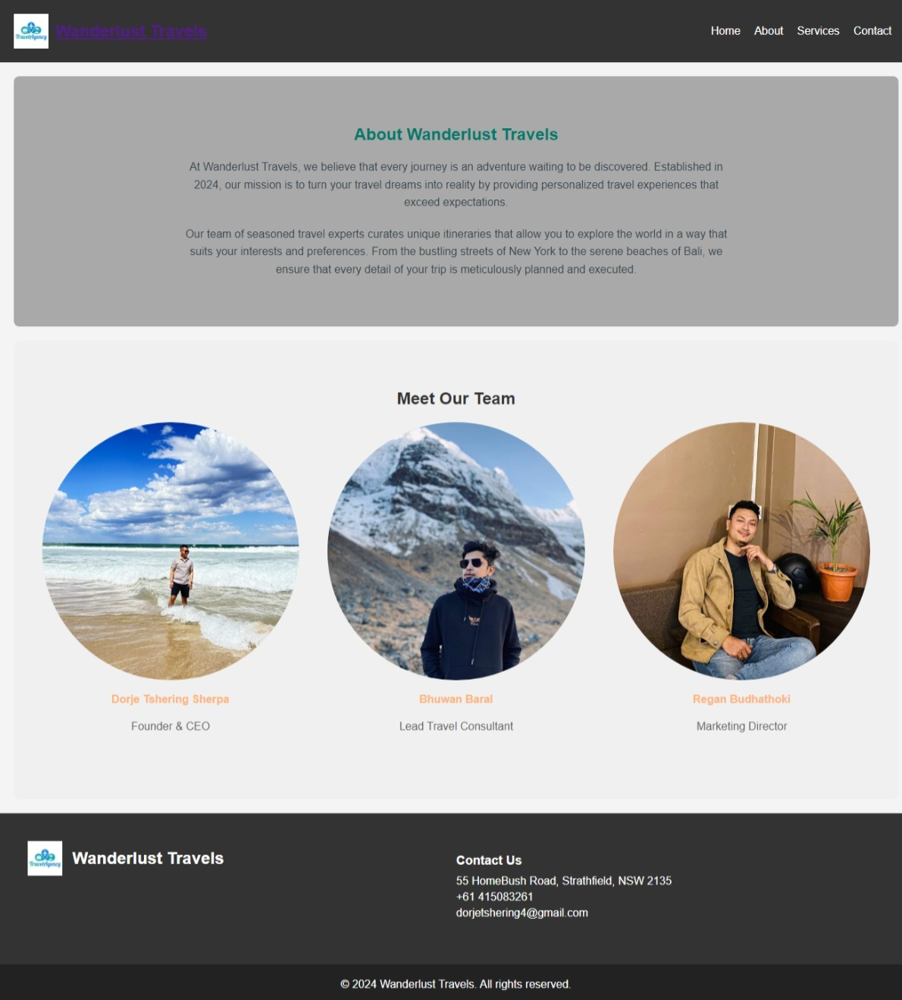 TravelAgency
Wanderlust Travels
Home About Services Contact
About Wanderlust Travels
At Wanderlust Travels, we believe that every journey is an adventure waiting to be discovered. Established in
2024, our mission is to turn your travel dreams into reality by providing personalized travel experiences that
exceed expectations.
Our team of seasoned travel experts curates unique itineraries that allow you to explore the world in a way that
suits your interests and preferences. From the bustling streets of New York to the serene beaches of Bali, we
ensure that every detail of your trip is meticulously planned and executed.
Meet Our Team
Dorje Tshering Sherpa
Founder & CEO
Bhuwan Baral
Lead Travel Consultant
Regan Budhathoki
Marketing Director
TravelAgency
Wanderlust Travels
Contact Us
55 HomeBush Road, Strathfield, NSW 2135
+61 415083261
dorjetshering4@gmail.com
© 2024 Wanderlust Travels. All rights reserved.